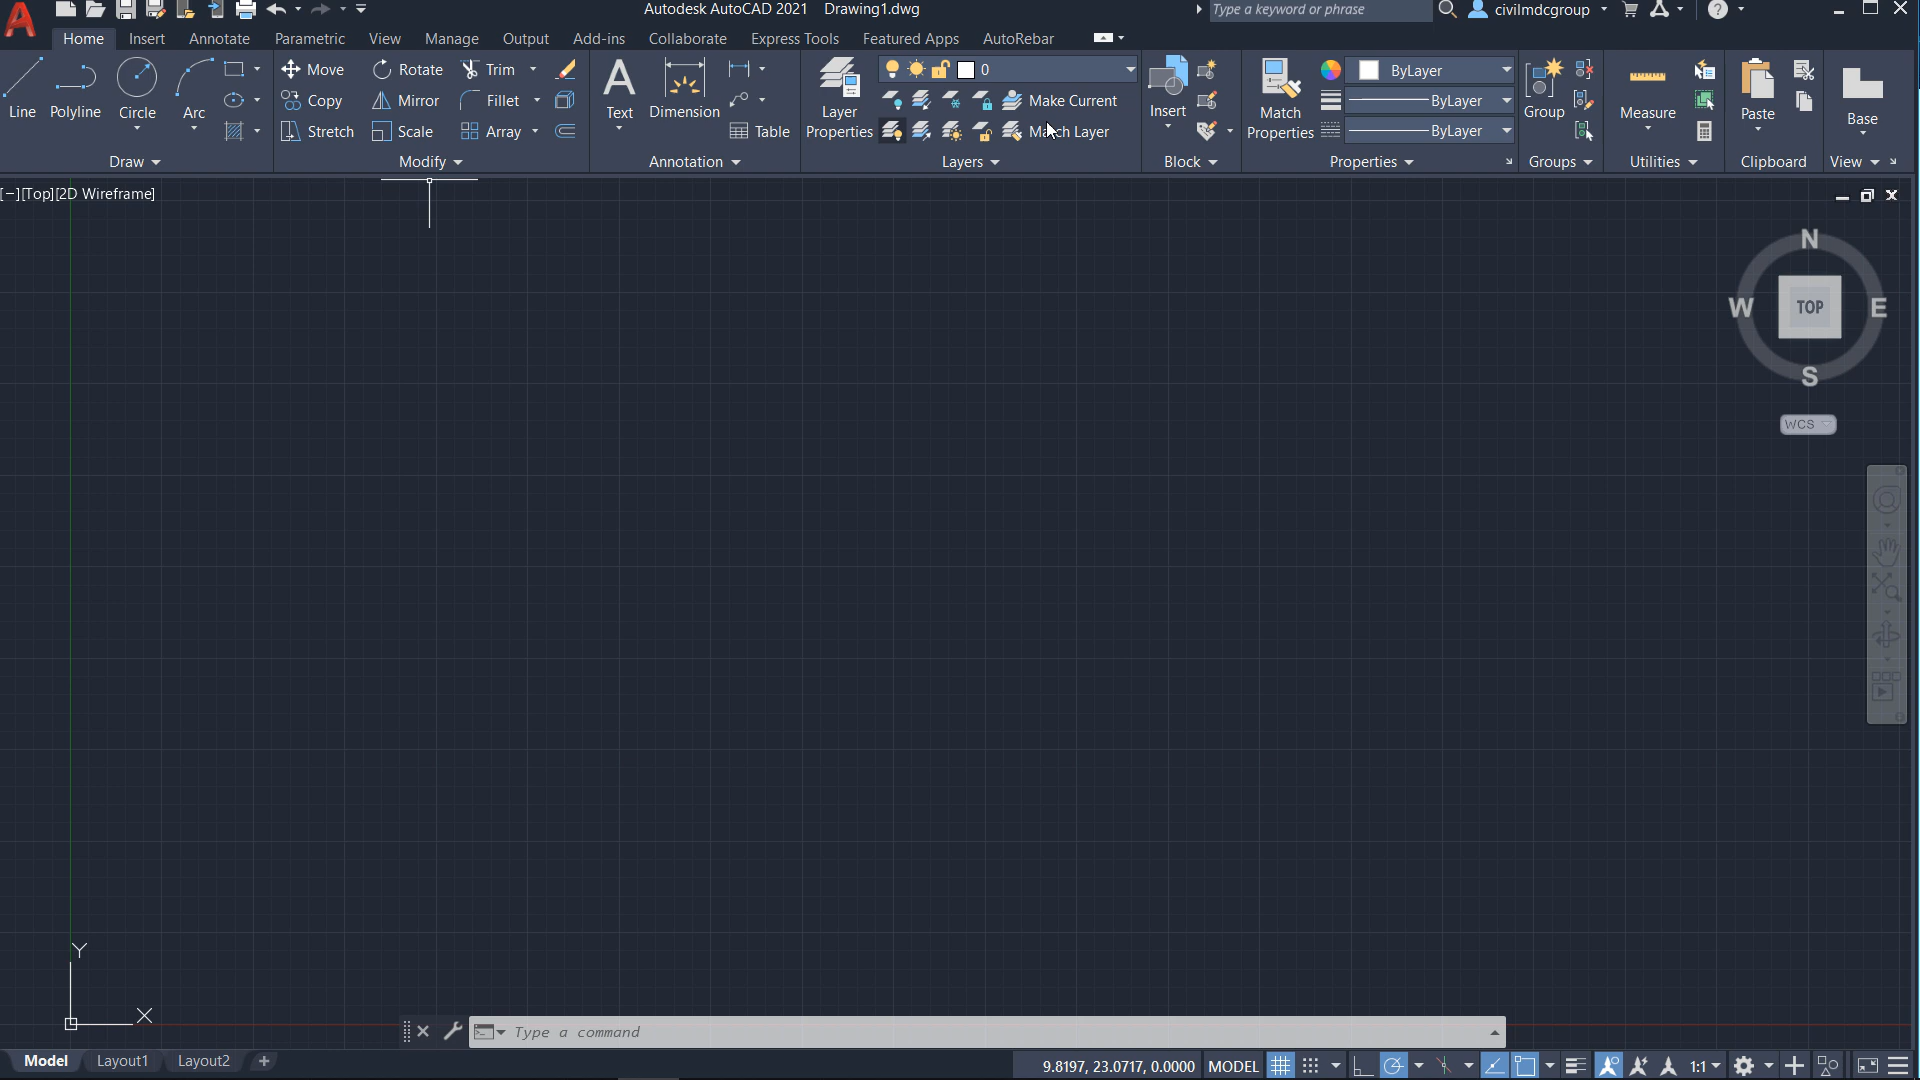 Autodesk AutoCAD 2021 Drawing1.dwg
Type a keyword or phrase
civilmdcgroup
Home Insert Annotate Parametric View Manage Output Add-ins Collaborate Express Tools Featured Apps AutoRebar
Line
Polyline
Circle
Arc
Draw
Move
Rotate
Trim
Copy
Mirror
Fillet
Stretch
Scale
Array
Modify
Text
Dimension
Table
Annotation
Layer
Properties
0
Make Current
Match Layer
Layers
Insert
Block
Match
Properties
ByLayer
ByLayer
ByLayer
Properties
Group
Groups
Measure
Utilities
Paste
Clipboard
Base
View
[−][Top][2D Wireframe]
N
W
TOP
E
S
WCS
Y
X
Type a command
Model Layout1 Layout2
9.8197, 23.0717, 0.0000 MODEL
1:1